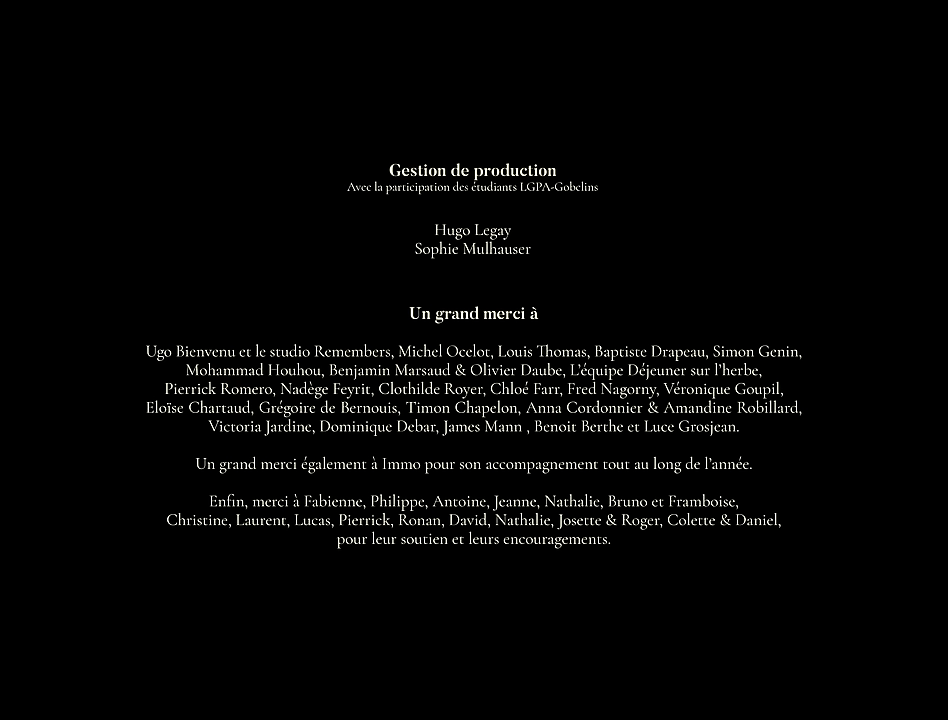 Gestion de production
Avec la participation des étudiants LGPA-Gobelins
Hugo Legay
Sophie Mulhauser
Un grand merci à
Ugo Bienvenu et le studio Remembers, Michel Ocelot, Louis Thomas, Baptiste Drapeau, Simon Genin,
Mohammad Houhou, Benjamin Marsaud & Olivier Daube, L'équipe Déjeuner sur l'herbe,
Pierrick Romero, Nadège Feyrit, Clothilde Royer, Chloé Farr, Fred Nagorny, Véronique Goupil,
Eloïse Chartaud, Grégoire de Bernouis, Timon Chapelon, Anna Cordonnier & Amandine Robillard,
Victoria Jardine, Dominique Debar, James Mann , Benoit Berthe et Luce Grosjean.
Un grand merci également à Immo pour son accompagnement tout au long de l'année.
Enfin, merci à Fabienne, Philippe, Antoine, Jeanne, Nathalie, Bruno et Framboise,
Christine, Laurent, Lucas, Pierrick, Ronan, David, Nathalie, Josette & Roger, Colette & Daniel,
pour leur soutien et leurs encouragements.